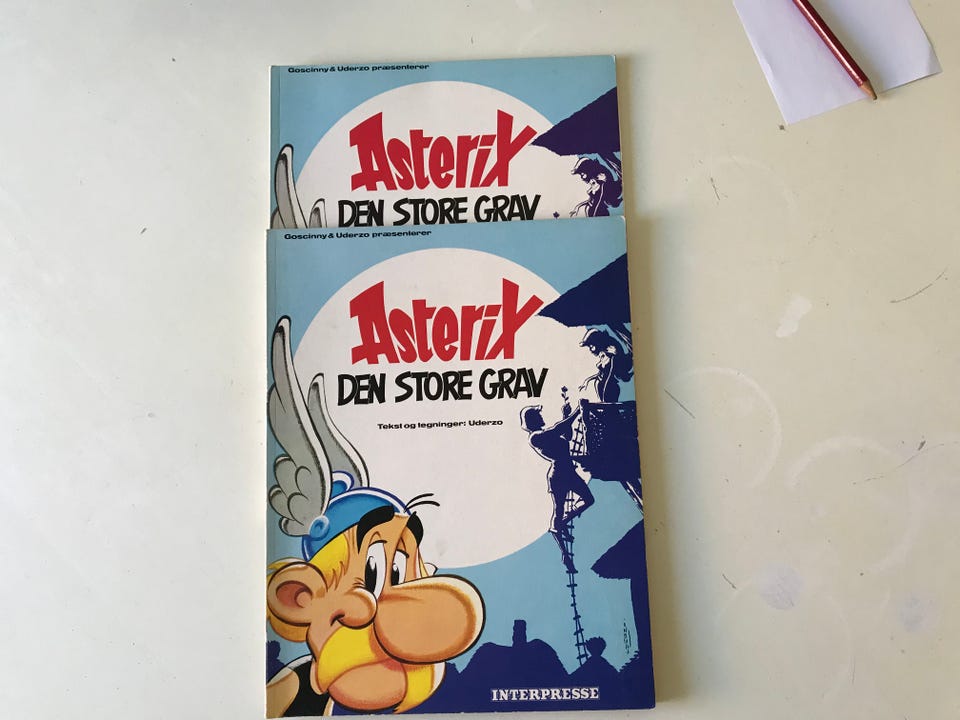 Goscinny & Uderzo præsenterer
Asterix
DEN STORE GRAV
Goscinny & Uderzo præsenterer
Asterix
DEN STORE GRAV
Tekst og tegninger: Uderzo
INTERPRESSE